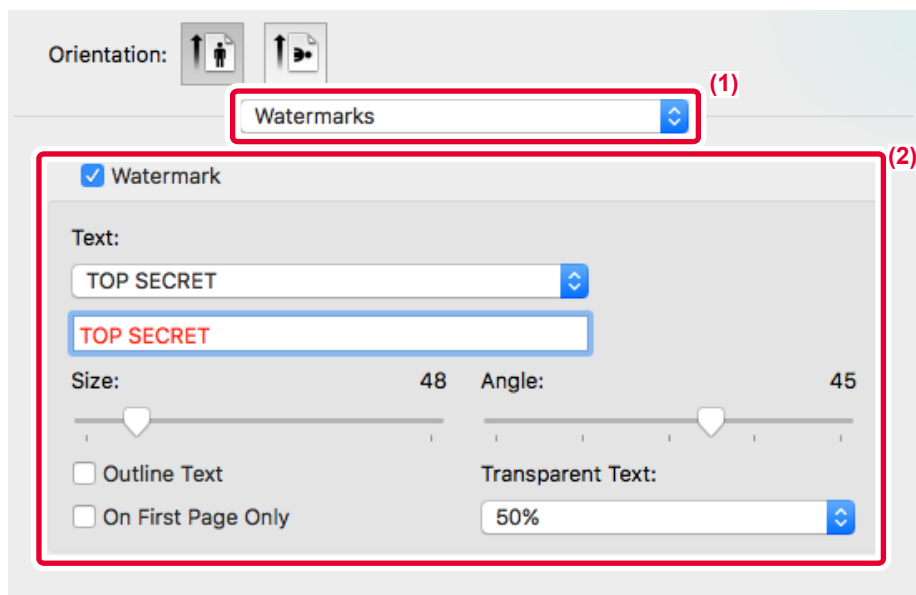 Orientation:
(1)
Watermarks
(2)
Watermark
Text:
TOP SECRET
TOP SECRET
Size: 48 Angle: 45
Outline Text Transparent Text:
On First Page Only 50%